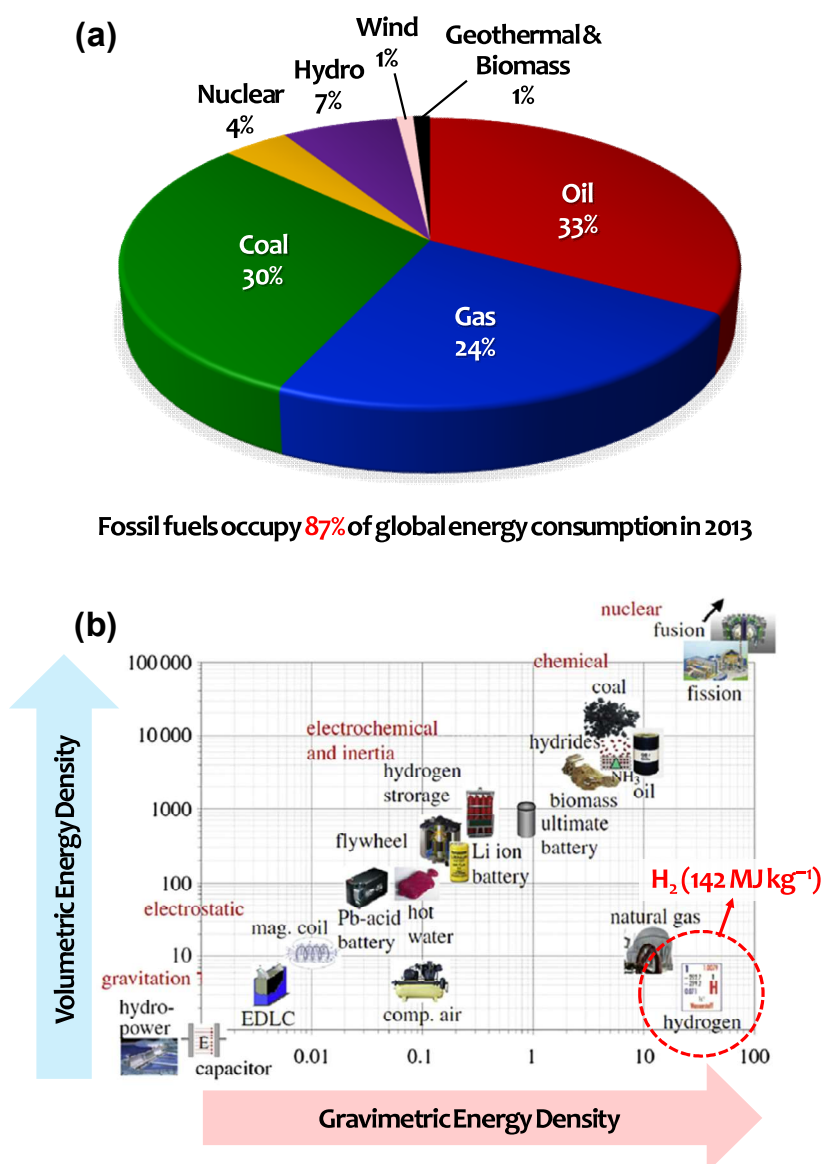 (a)
Wind
1%
Geothermal &
Biomass
1%
Hydro
7%
Nuclear
4%
Oil
33%
Coal
30%
Gas
24%
Fossil fuels occupy 87% of global energy consumption in 2013
(b)
nuclear
fusion
fission
chemical
coal
100 000
electrochemical
and inertia
10 000
hydrides
NH3
oil
hydrogen
strorage
biomass
1000
ultimate
battery
flywheel
Li ion
battery
H2 (142 MJ kg−1)
100
electrostatic
Pb-acid
battery
hot
water
natural gas
mag. coil
10
gravitation
hydro-
power
EDLC
comp. air
H
hydrogen
E
capacitor
0.01
0.1
1
10
100
Volumetric Energy Density
Gravimetric Energy Density